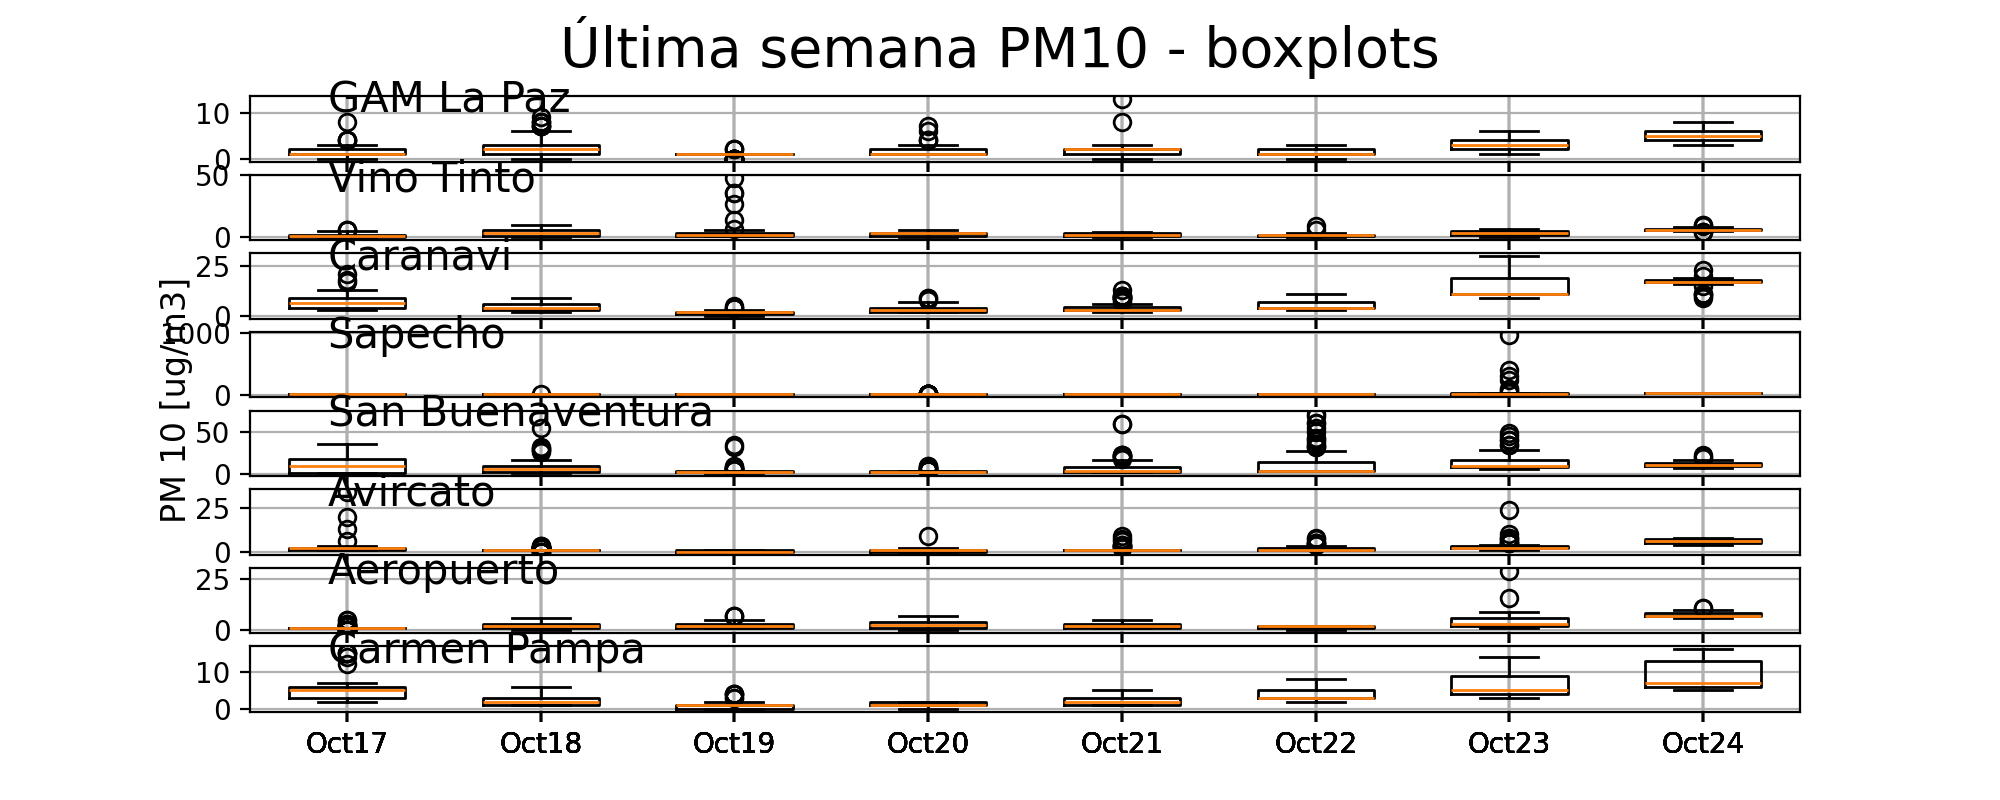 Última semana PM10 - boxplots
GAM La Paz
10
0
Vino Tinto
50
0
Caranavi
25
0
Sapecho
1000
0
San Buenaventura
50
0
Avircato
25
0
Aeropuerto
25
0
Carmen Pampa
10
0
PM 10 [ug/m3]
Oct17 Oct18 Oct19 Oct20 Oct21 Oct22 Oct23 Oct24